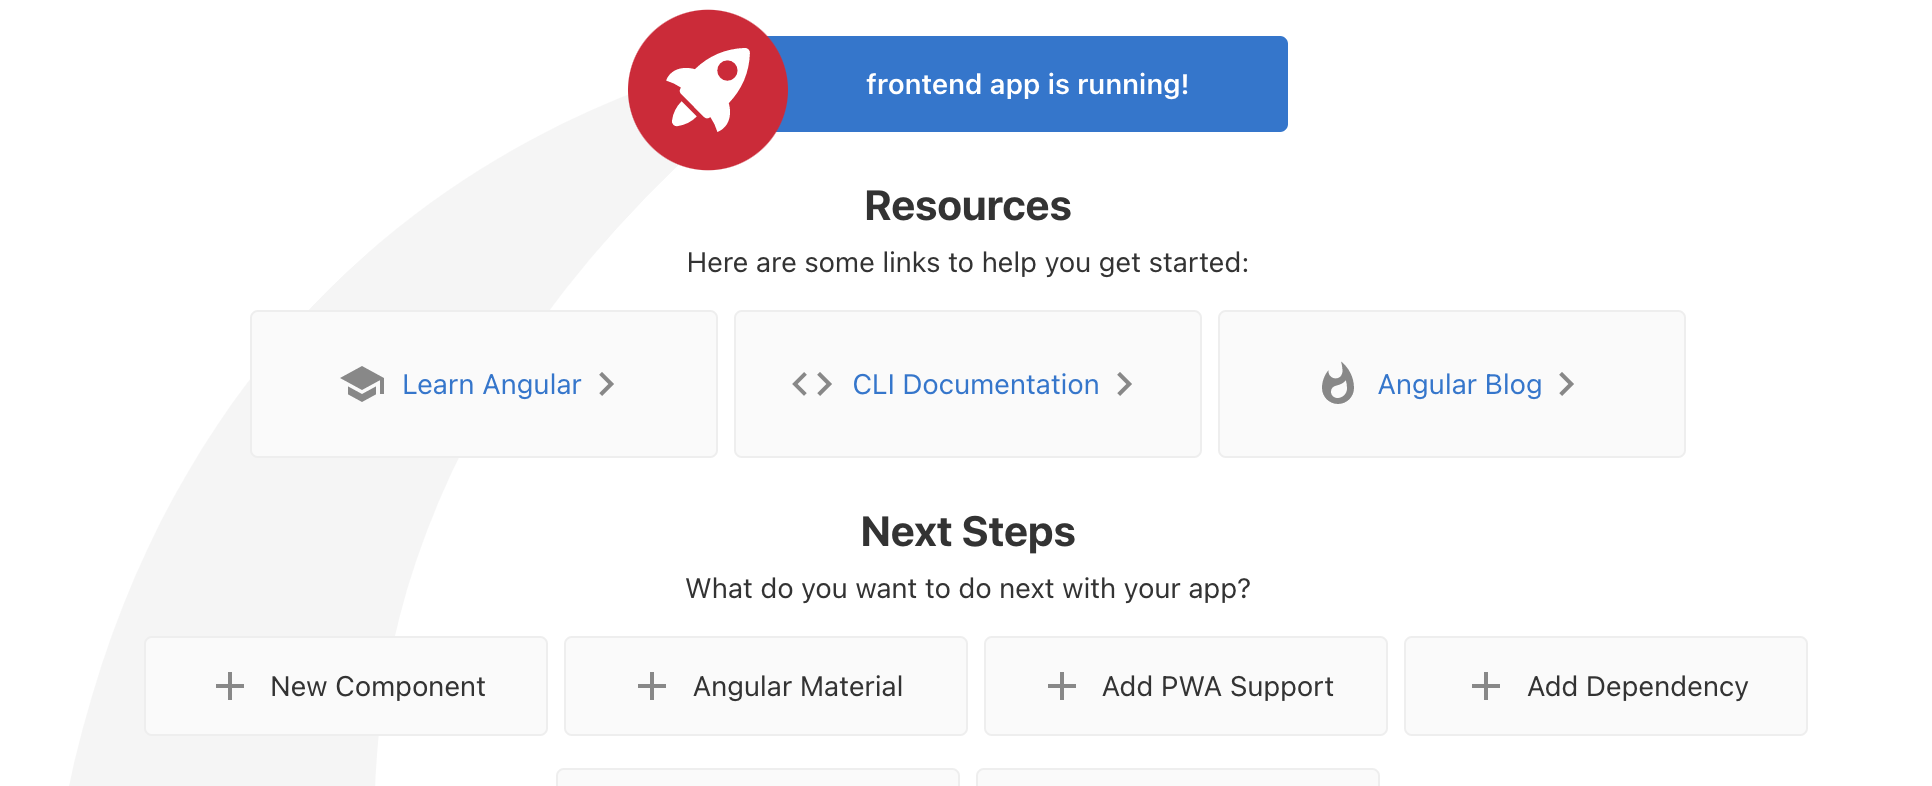 frontend app is running!
Resources
Here are some links to help you get started:
Learn Angular
CLI Documentation
Angular Blog
Next Steps
What do you want to do next with your app?
New Component
Angular Material
Add PWA Support
Add Dependency